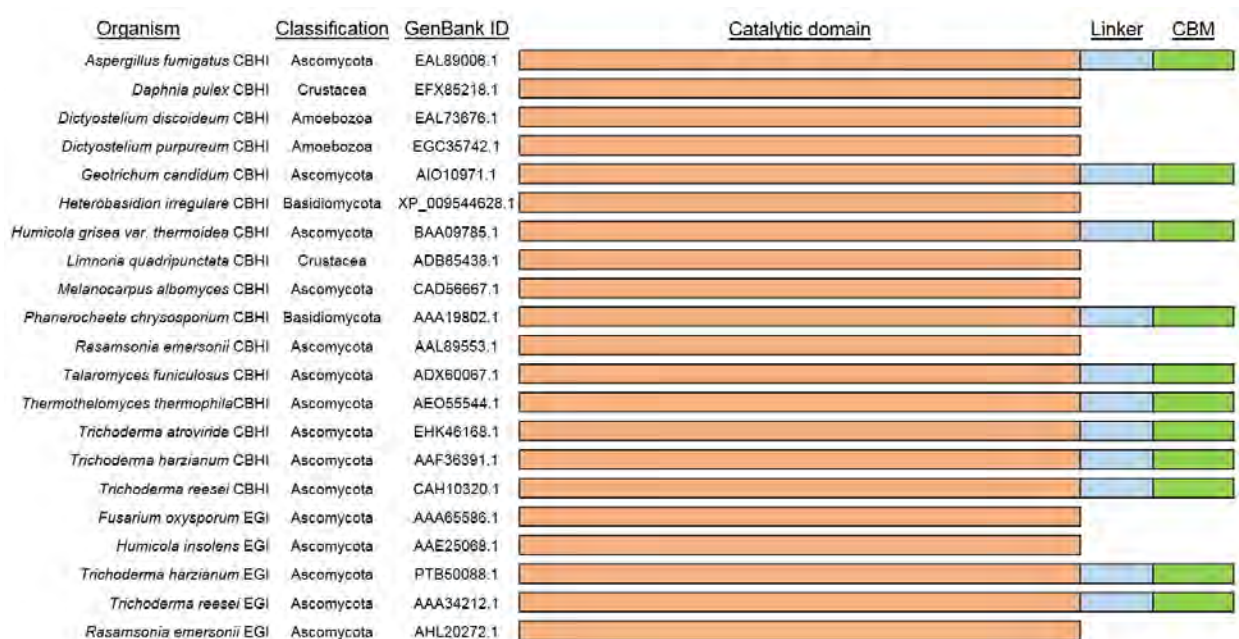 Organism Classification GenBank ID Catalytic domain Linker CBM
Aspergillus fumigatus CBHI Ascomycota EAL89006.1
Daphnia pulex CBHI Crustacea EFX85218.1
Dictyostelium discoideum CBHI Amoebozoa EAL73676.1
Dictyostelium purpureum CBHI Amoebozoa EGC35742.1
Geotrichum candidum CBHI Ascomycota AIO10971.1
Heterobasidion irregulare CBHI Basidiomycota XP_009544628.1
Humicola grisea var. thermoidea CBHI Ascomycota BAA09785.1
Limnoria quadripunctata CBHI Crustacea ADB85438.1
Melanocarpus albomyces CBHI Ascomycota CAD56667.1
Phanerochaete chrysosporium CBHI Basidiomycota AAA19802.1
Rasamsonia emersonii CBHI Ascomycota AAL89553.1
Talaromyces funiculosus CBHI Ascomycota ADX60067.1
Thermothelomyces thermophilaCBHI Ascomycota AEO55544.1
Trichoderma atroviride CBHI Ascomycota EHK46168.1
Trichoderma harzianum CBHI Ascomycota AAF36391.1
Trichoderma reesei CBHI Ascomycota CAH10320.1
Fusarium oxysporum EGI Ascomycota AAA65586.1
Humicola insolens EGI Ascomycota AAE25068.1
Trichoderma harzianum EGI Ascomycota PTB50088.1
Trichoderma reesei EGI Ascomycota AAA34212.1
Rasamsonia emersonii EGI Ascomycota AHL20272.1